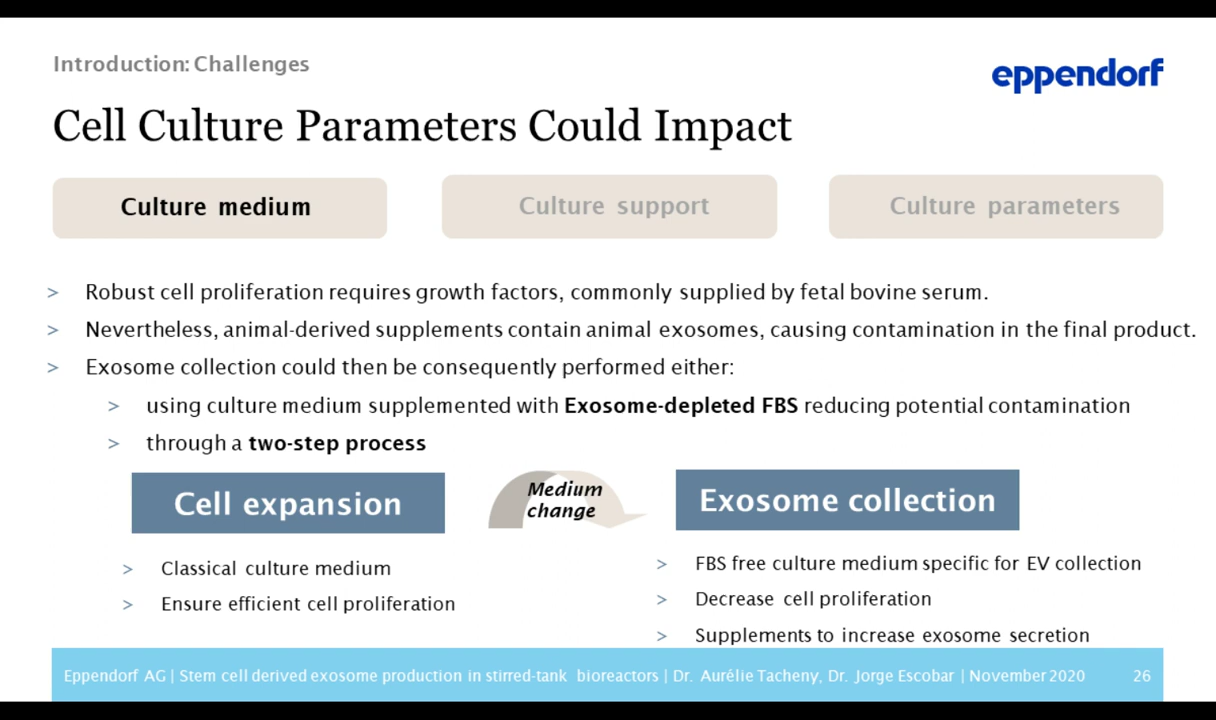 Introduction: Challenges
eppendorf
Cell Culture Parameters Could Impact
Culture medium
Culture support
Culture parameters
> Robust cell proliferation requires growth factors, commonly supplied by fetal bovine serum.
> Nevertheless, animal-derived supplements contain animal exosomes, causing contamination in the final product.
> Exosome collection could then be consequently performed either:
> using culture medium supplemented with Exosome-depleted FBS reducing potential contamination
> through a two-step process
Cell expansion
Medium
change
Exosome collection
> Classical culture medium
> Ensure efficient cell proliferation
> FBS free culture medium specific for EV collection
> Decrease cell proliferation
> Supplements to increase exosome secretion
Eppendorf AG | Stem cell derived exosome production in stirred-tank bioreactors | Dr. Aurélie Tacheny, Dr. Jorge Escobar | November 2020 26